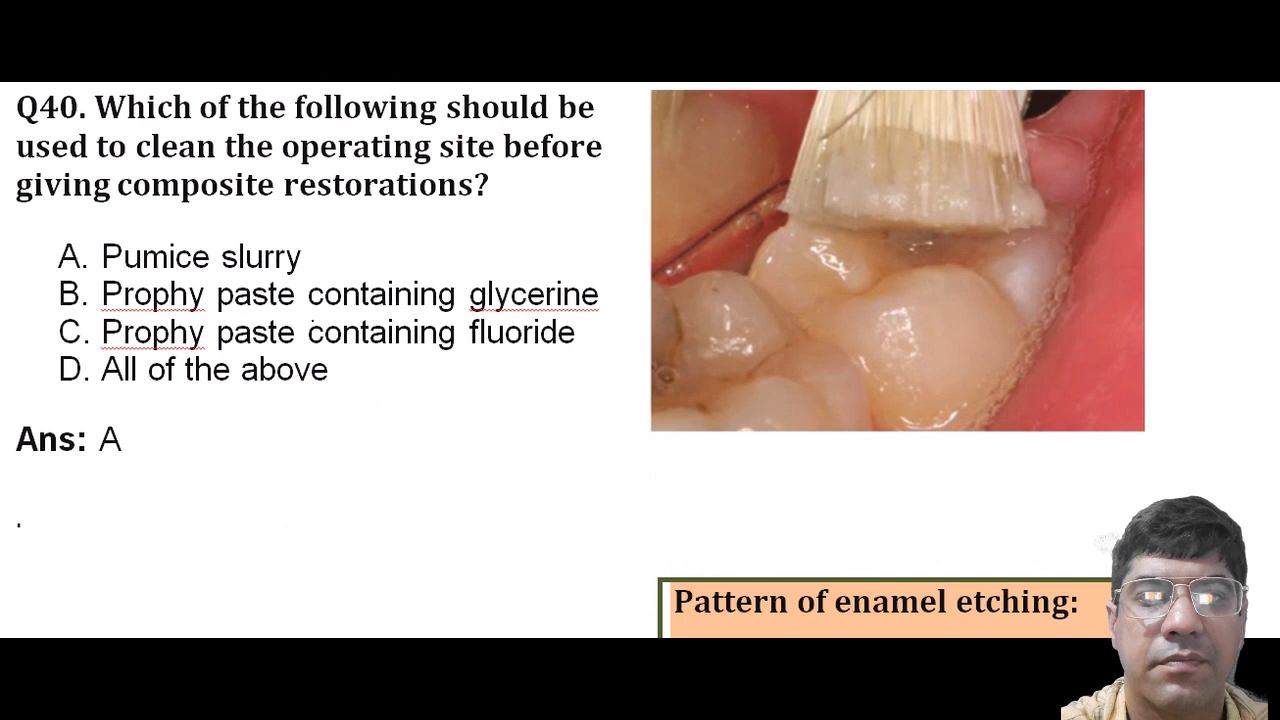 Q40. Which of the following should be
used to clean the operating site before
giving composite restorations?
A. Pumice slurry
B. Prophy paste containing glycerine
C. Prophy paste containing fluoride
D. All of the above
Ans: A
.
Pattern of enamel etching: